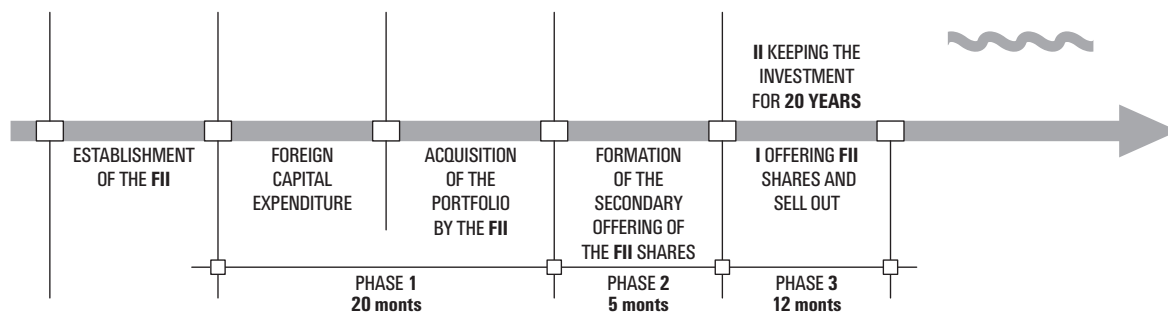 II KEEPING THE
INVESTMENT
FOR 20 YEARS
ESTABLISHMENT
OF THE FII
FOREIGN
CAPITAL
EXPENDITURE
ACQUISITION
OF THE
PORTFOLIO
BY THE FII
FORMATION
OF THE
SECONDARY
OFFERING OF
THE FII SHARES
I OFFERING FII
SHARES AND
SELL OUT
PHASE 1
20 monts
PHASE 2
5 monts
PHASE 3
12 monts